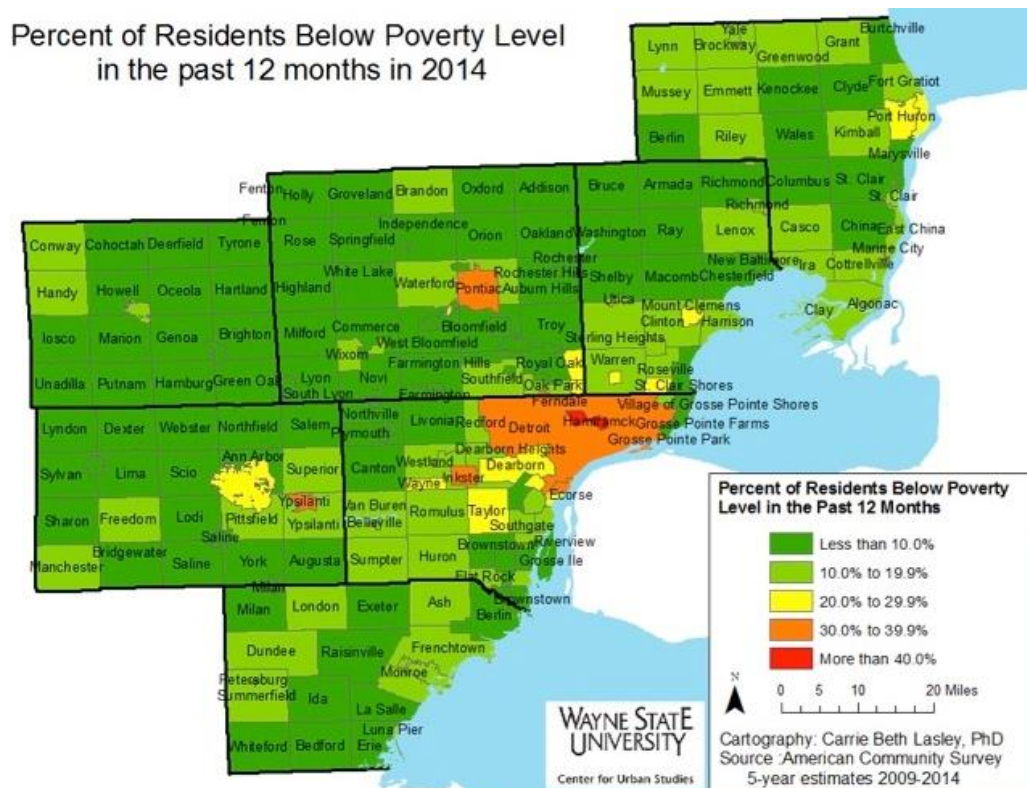 Percent of Residents Below Poverty Level
in the past 12 months in 2014
Burtchville
Yale
Lynn
Brockway
Greenwood
Grant
Mussey
Emmett
Kenockee
Clyde
Fort Gratiot
Port Huron
Berlin
Riley
Wales
Kimball
Marysville
Fenton
Holly
Groveland
Brandon
Oxford
Addison
Bruce
Armada
Richmond
Columbus
St. Clair
Richmond
St. Clair
Fenton
Independence
Conway
Cohoctah
Deerfield
Tyrone
Rose
Springfield
Orion
Oakland
Washington
Ray
Lenox
Casco
China
East China
Rochester
New Baltimore
Marine City
White Lake
Rochester Hills
Shelby
Macomb
Chesterfield
Ira
Cottrellville
Handy
Howell
Oceola
Hartland
Highland
Waterford
Pontiac
Auburn Hills
Utica
Mount Clemens
Clay
Algonac
Iosco
Marion
Genoa
Brighton
Milford
Commerce
Bloomfield
Troy
Clinton
Harrison
Sterling Heights
West Bloomfield
Wixom
Farmington Hills
Royal Oak
Warren
Roseville
Unadilla
Putnam
Hamburg
Green Oak
Lyon
Novi
Southfield
Oak Park
St. Clair Shores
South Lyon
Farmington
Ferndale
Village of Grosse Pointe Shores
Lyndon
Dexter
Webster
Northfield
Salem
Northville
Livonia
Redford
Detroit
Hamtramck
Grosse Pointe Farms
Plymouth
Grosse Pointe Park
Dearborn Heights
Ann Arbor
Sylvan
Lima
Scio
Superior
Canton
Westland
Dearborn
Inkster
Wayne
Ecorse
Ypsilanti
Van Buren
Romulus
Taylor
Sharon
Freedom
Lodi
Pittsfield
Ypsilanti
Belleville
Southgate
Saline
Riverview
Manchester
Bridgewater
Saline
York
Augusta
Sumpter
Huron
Brownstown
Grosse Ile
Flat Rock
Milan
Brownstown
Milan
London
Exeter
Ash
Berlin
Dundee
Raisinville
Frenchtown
Monroe
Petersburg
Summerfield
Ida
La Salle
Luna Pier
Whiteford
Bedford
Erie
WAYNE STATE
UNIVERSITY
Center for Urban Studies
Percent of Residents Below Poverty
Level in the Past 12 Months
Less than 10.0%
10.0% to 19.9%
20.0% to 29.9%
30.0% to 39.9%
More than 40.0%
N
0 5 10 20 Miles
Cartography: Carrie Beth Lasley, PhD
Source :American Community Survey
5-year estimates 2009-2014